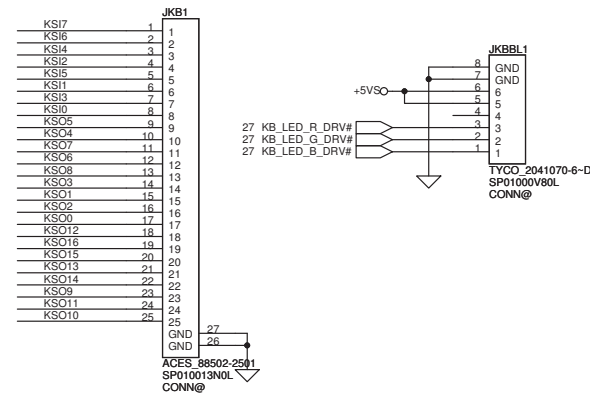 JKB1
KSI7 1 1
KSI6 2 2
KSI4 3 3
KSI2 4 4
KSI5 5 5
KSI1 6 6
KSI3 7 7
KSI0 8 8
KSO5 9 9
KSO4 10 10
KSO7 11 11
KSO6 12 12
KSO8 13 13
KSO3 14 14
KSO1 15 15
KSO2 16 16
KSO0 17 17
KSO12 18 18
KSO16 19 19
KSO15 20 20
KSO13 21 21
KSO14 22 22
KSO9 23 23
KSO11 24 24
KSO10 25 25
GND 27
GND 26
ACES_88502-2501
SP010013N0L
CONN@
JKBBL1
8 GND
7 GND
+5VS 6 6
5 5
4 4
27 KB_LED_R_DRV# 3 3
27 KB_LED_G_DRV# 2 2
27 KB_LED_B_DRV# 1 1
TYCO_2041070-6~D
SP01000V80L
CONN@